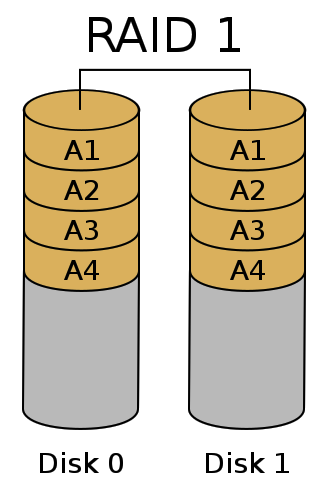 RAID 1
A1 A1
A2 A2
A3 A3
A4 A4
Disk 0 Disk 1